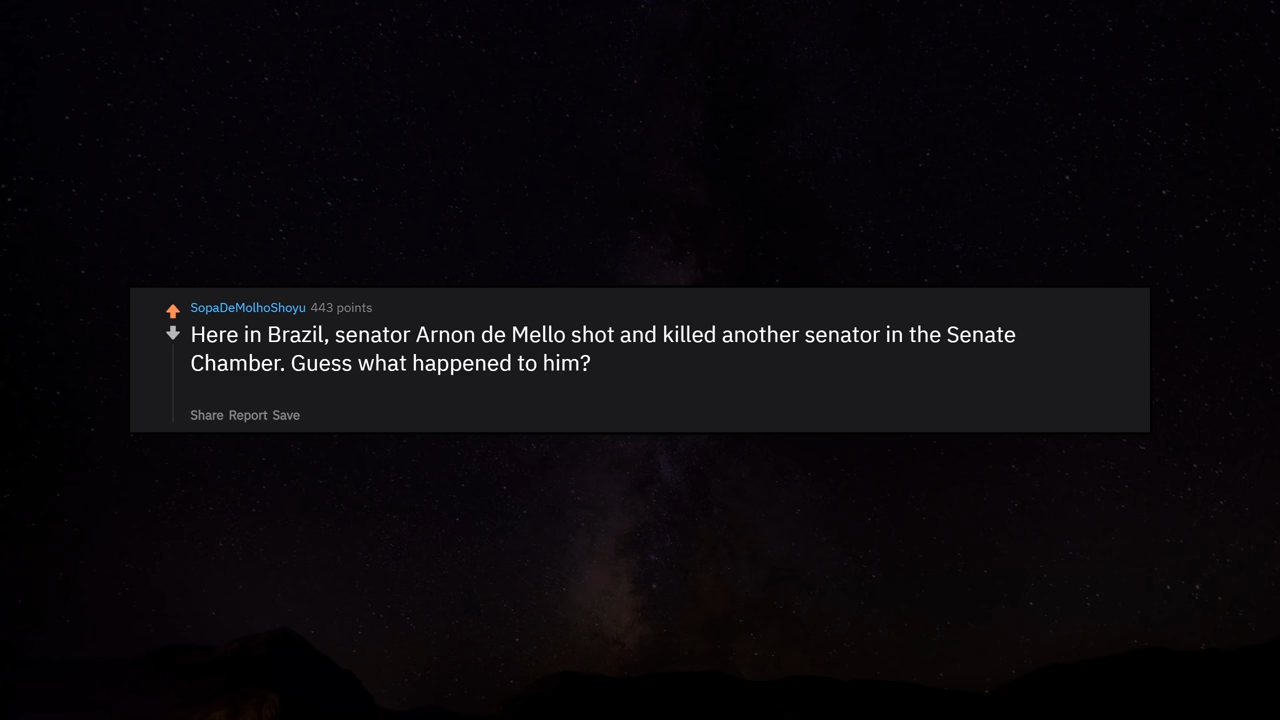 SopaDeMolhoShoyu 443 points
Here in Brazil, senator Arnon de Mello shot and killed another senator in the Senate
Chamber. Guess what happened to him?
Share Report Save